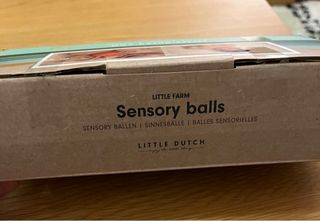 LITTLE FARM
Sensory balls
SENSORY BALLEN | SINNESBÄLLE | BALLES SENSORIELLES
LITTLE DUTCH